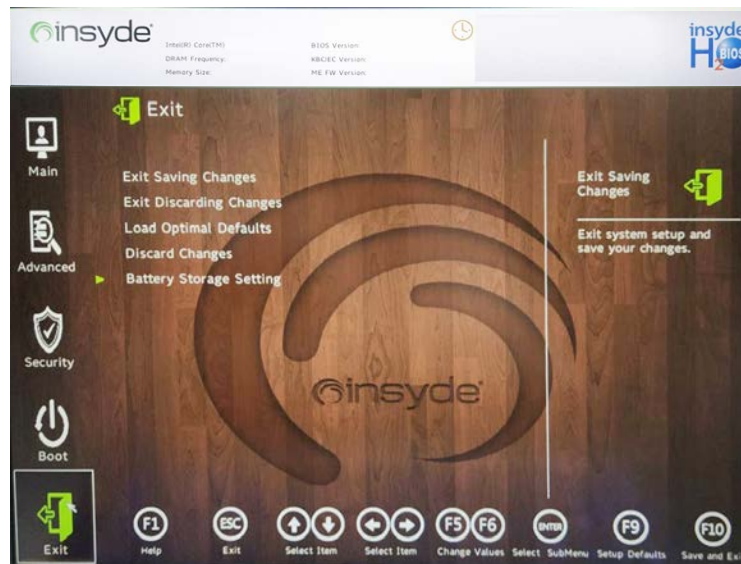 insyde
Intel(R) Core(TM)
BIOS Version:
DRAM Frequency:
KBC/EC Version:
Memory Size:
ME FW Version:
insyde
H2O
BIOS
Exit
Main
Exit Saving Changes
Exit Discarding Changes
Load Optimal Defaults
Discard Changes
Battery Storage Setting
Exit Saving
Changes
Exit system setup and
save your changes.
Advanced
Security
Boot
Exit
insyde
F1
Help
ESC
Exit
Select Item
Select Item
F5 F6
Change Values
ENTER
Select SubMenu
F9
Setup Defaults
F10
Save and Exi